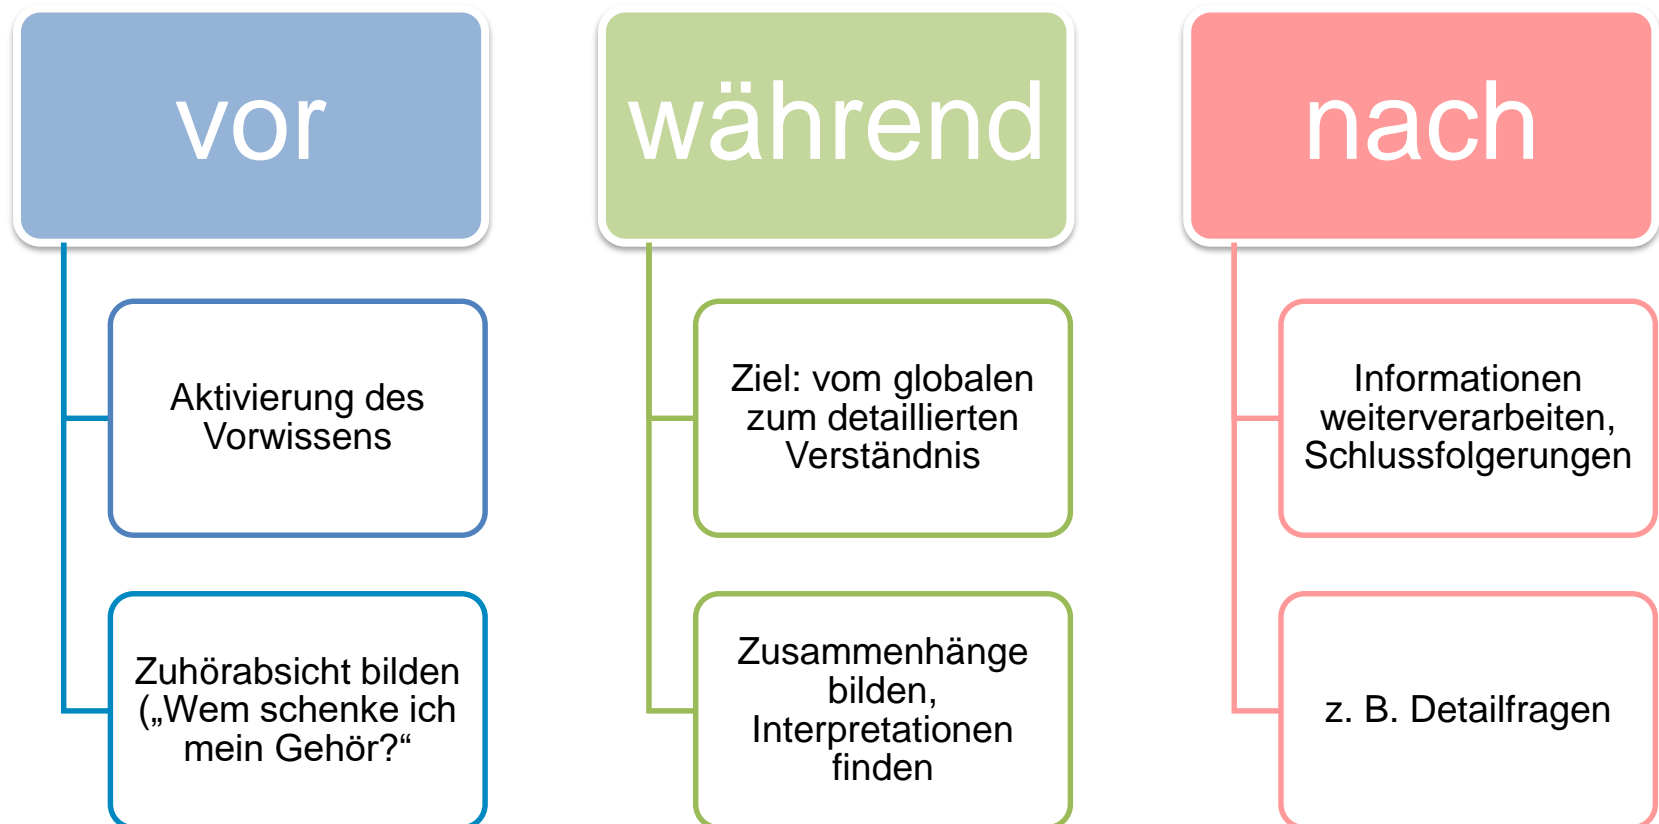 vor
Aktivierung des
Vorwissens
Zuhörabsicht bilden
(„Wem schenke ich
mein Gehör?“
während
Ziel: vom globalen
zum detaillierten
Verständnis
Zusammenhänge
bilden,
Interpretationen
finden
nach
Informationen
weiterverarbeiten,
Schlussfolgerungen
z. B. Detailfragen